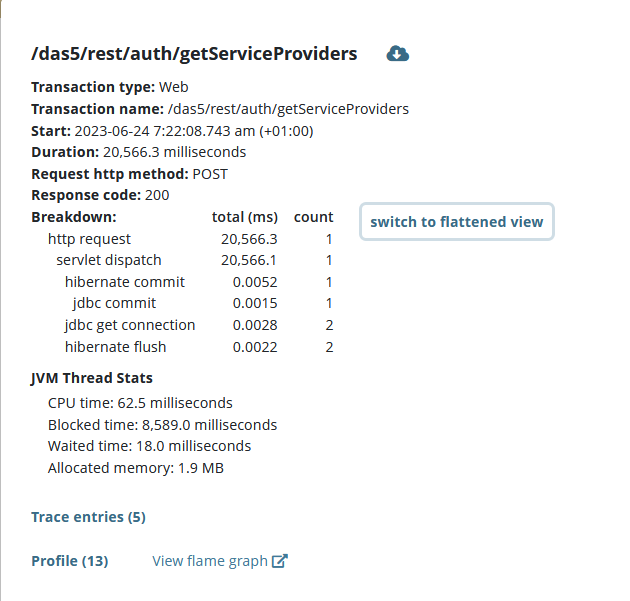 /das5/rest/auth/getServiceProviders
Transaction type: Web
Transaction name: /das5/rest/auth/getServiceProviders
Start: 2023-06-24 7:22:08.743 am (+01:00)
Duration: 20,566.3 milliseconds
Request http method: POST
Response code: 200
Breakdown: total (ms) count
http request 20,566.3 1
servlet dispatch 20,566.1 1
hibernate commit 0.0052 1
jdbc commit 0.0015 1
jdbc get connection 0.0028 2
hibernate flush 0.0022 2
switch to flattened view
JVM Thread Stats
CPU time: 62.5 milliseconds
Blocked time: 8,589.0 milliseconds
Waited time: 18.0 milliseconds
Allocated memory: 1.9 MB
Trace entries (5)
Profile (13) View flame graph